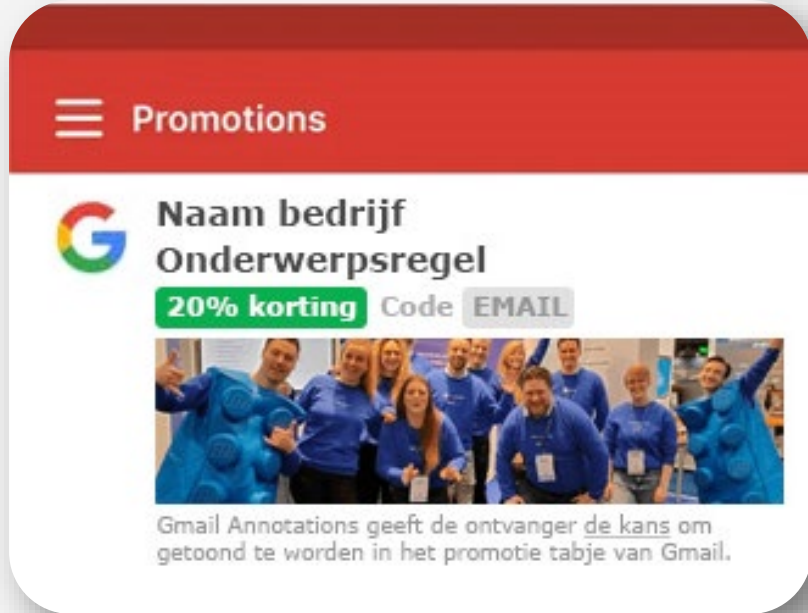 Promotions
Naam bedrijf
Onderwerpsregel
20% korting Code EMAIL
Gmail Annotations geeft de ontvanger de kans om
getoond te worden in het promotie tabje van Gmail.